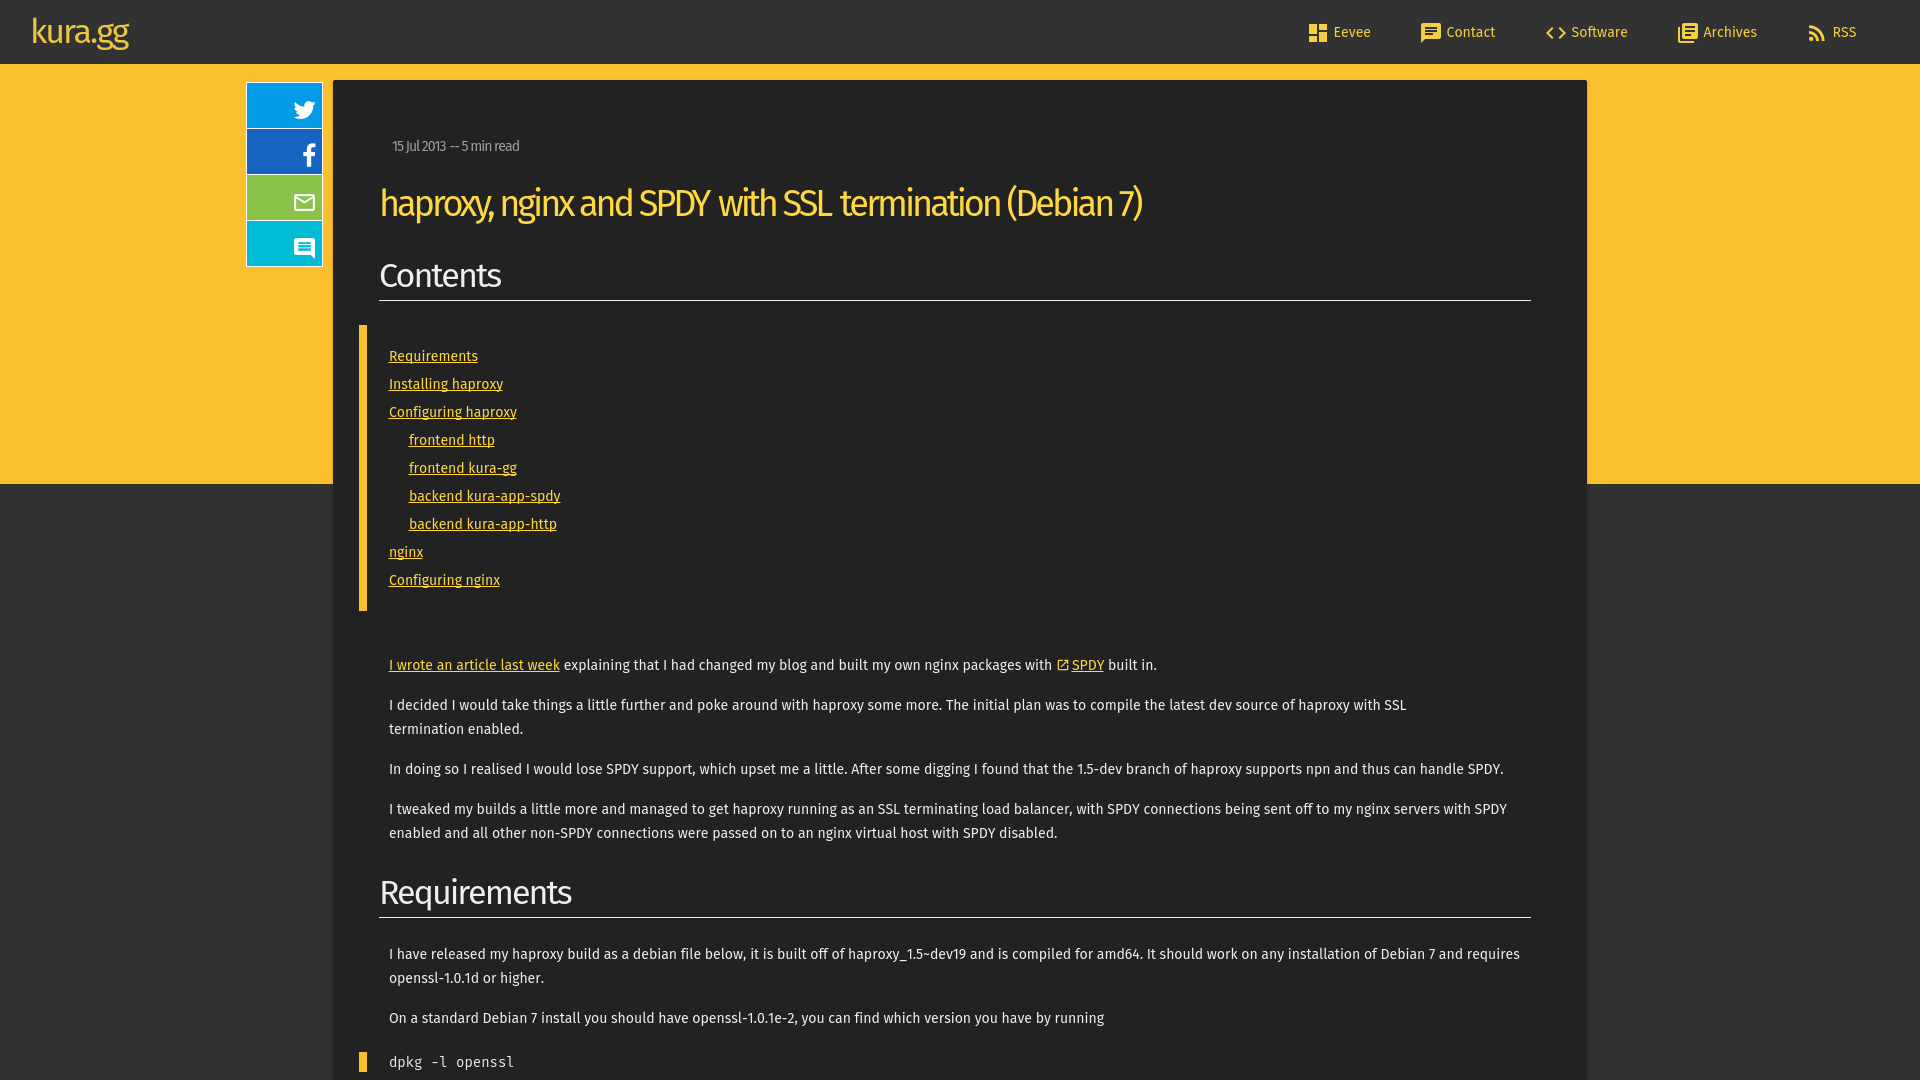 kura.gg
Eevee
Contact
Software
Archives
RSS
15 Jul 2013 -- 5 min read
haproxy, nginx and SPDY with SSL termination (Debian 7)
Contents
Requirements
Installing haproxy
Configuring haproxy
frontend http
frontend kura-gg
backend kura-app-spdy
backend kura-app-http
nginx
Configuring nginx
I wrote an article last week explaining that I had changed my blog and built my own nginx packages with SPDY built in.
I decided I would take things a little further and poke around with haproxy some more. The initial plan was to compile the latest dev source of haproxy with SSL
termination enabled.
In doing so I realised I would lose SPDY support, which upset me a little. After some digging I found that the 1.5-dev branch of haproxy supports npn and thus can handle SPDY.
I tweaked my builds a little more and managed to get haproxy running as an SSL terminating load balancer, with SPDY connections being sent off to my nginx servers with SPDY
enabled and all other non-SPDY connections were passed on to an nginx virtual host with SPDY disabled.
Requirements
I have released my haproxy build as a debian file below, it is built off of haproxy_1.5~dev19 and is compiled for amd64. It should work on any installation of Debian 7 and requires
openssl-1.0.1d or higher.
On a standard Debian 7 install you should have openssl-1.0.1e-2, you can find which version you have by running
dpkg -l openssl